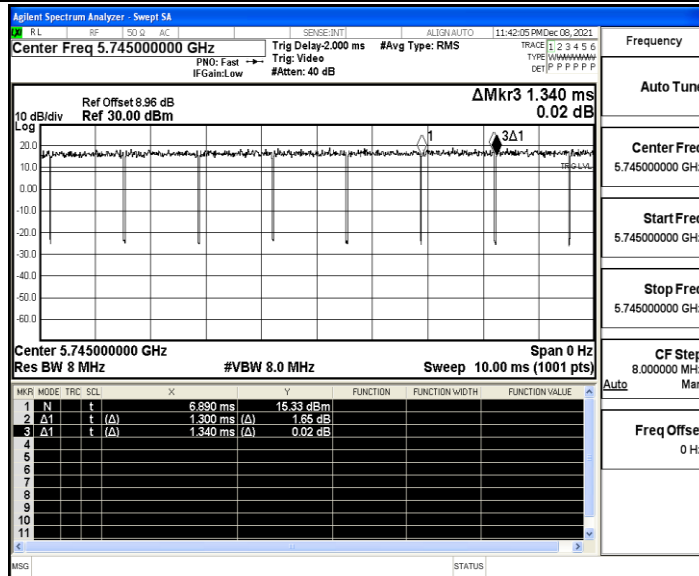 Agilent Spectrum Analyzer - Swept SA
RL RF 50 Ω AC SENSE:INT ALIGN AUTO 11:42:05 PM Dec 08, 2021
Center Freq 5.745000000 GHz
PNO: Fast
IFGain:Low
Trig Delay-2.000 ms
Trig: Video
#Atten: 40 dB
#Avg Type: RMS
TRACE 1 2 3 4 5 6
TYPE WWWWWW
DET P P P P P P
Ref Offset 8.96 dB
10 dB/div Ref 30.00 dBm
ΔMkr3 1.340 ms
0.02 dB
Log
1
3Δ1
20.0
10.0
TRIG LVL
0.00
-10.0
-20.0
-30.0
-40.0
-50.0
-60.0
Center 5.745000000 GHz Span 0 Hz
Res BW 8 MHz #VBW 8.0 MHz Sweep 10.00 ms (1001 pts)
MKR MODE TRC SCL X Y FUNCTION FUNCTION WIDTH FUNCTION VALUE
1 N t 6.890 ms 15.33 dBm
2 Δ1 t (Δ) 1.300 ms (Δ) 1.65 dB
3 Δ1 t (Δ) 1.340 ms (Δ) 0.02 dB
4
5
6
7
8
9
10
11
MSG STATUS
Frequency
Auto Tune
Center Freq
5.745000000 GHz
Start Freq
5.745000000 GHz
Stop Freq
5.745000000 GHz
CF Step
8.000000 MHz
Auto Man
Freq Offset
0 Hz